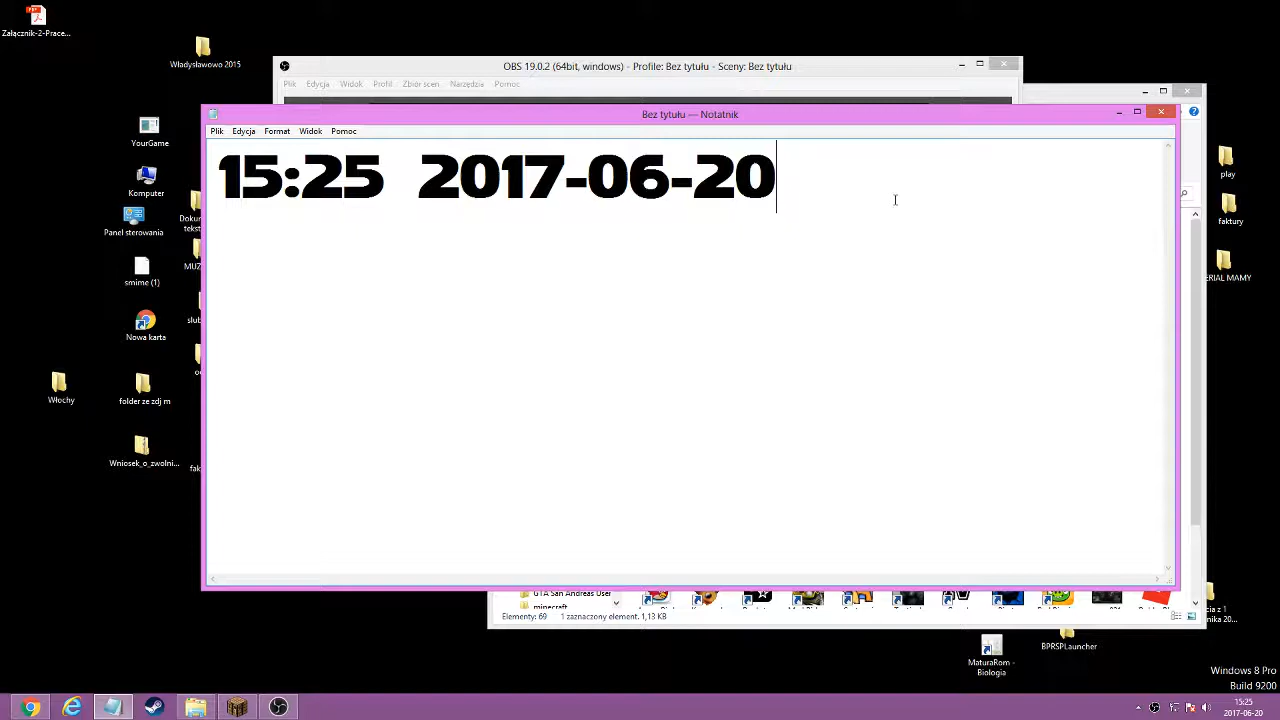 Załącznik-2-Prace...
Władysławowo 2015
OBS 19.0.2 (64bit, windows) - Profile: Bez tytułu - Sceny: Bez tytułu
Plik Edycja Widok Profil Zbiór scen Narzędzia Pomoc
Bez tytułu — Notatnik
Plik Edycja Format Widok Pomoc
15:25 2017-06-20
YourGame
Komputer
Panel sterowania
smime (1)
Nowa karta
Włochy
folder ze zdj m
Wniosek_o_zwolni...
play
faktury
ERIAL MAMY
GTA San Andreas User
minecraft
Elementy: 69 1 zaznaczony element. 1,13 KB
MaturaRom - Biologia
BPRSPLauncher
Windows 8 Pro
Build 9200
15:25
2017-06-20